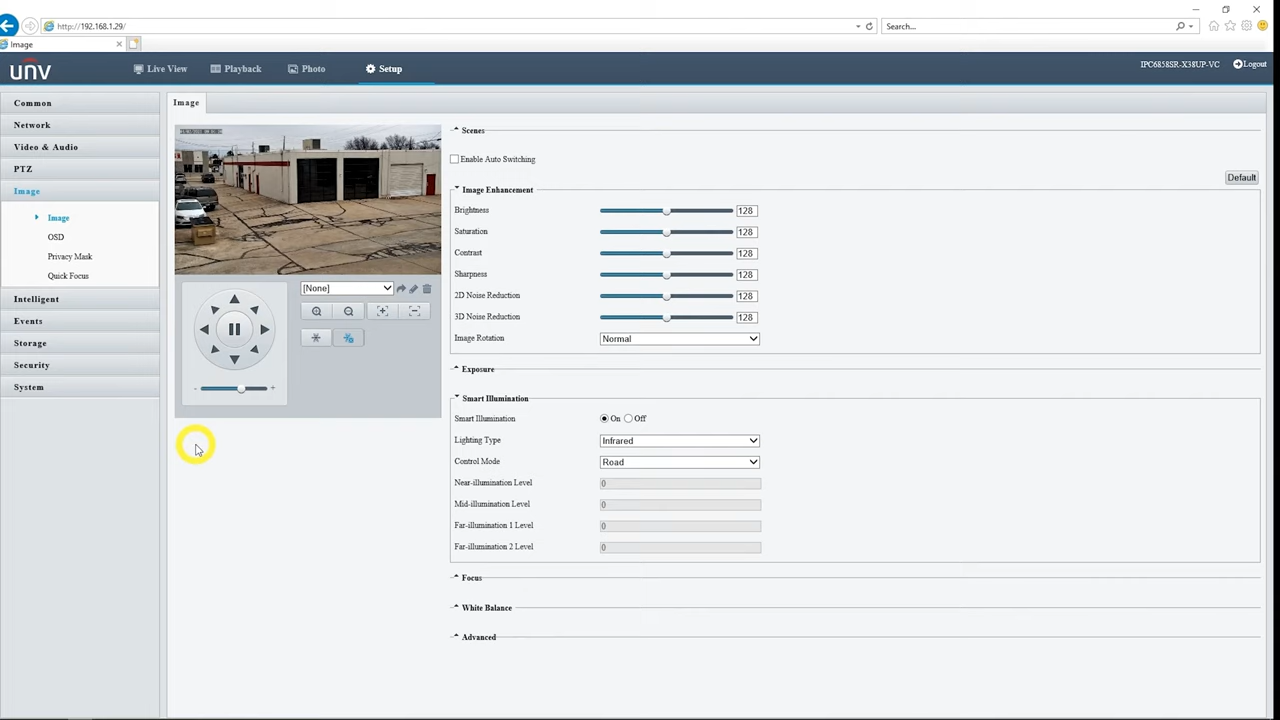 http://192.168.1.29/
Search...
Image
unv
Live View
Playback
Photo
Setup
IPC6858SR-X38UP-VC
Logout
Common
Network
Video & Audio
PTZ
Image
Image
OSD
Privacy Mask
Quick Focus
Intelligent
Events
Storage
Security
System
Image
[None]
- +
Scenes
Enable Auto Switching
Default
Image Enhancement
Brightness 128
Saturation 128
Contrast 128
Sharpness 128
2D Noise Reduction 128
3D Noise Reduction 128
Image Rotation Normal
Exposure
Smart Illumination
Smart Illumination On Off
Lighting Type Infrared
Control Mode Road
Near-illumination Level 0
Mid-illumination Level 0
Far-illumination 1 Level 0
Far-illumination 2 Level 0
Focus
White Balance
Advanced